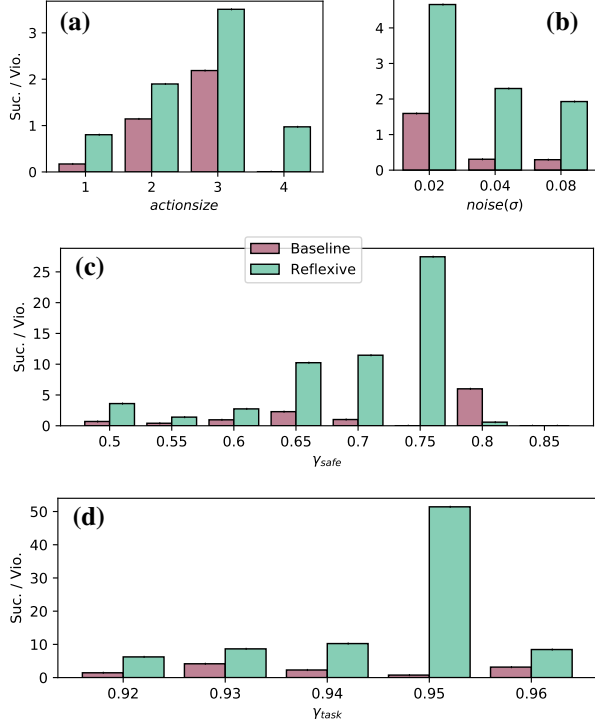 (a)
Suc. / Vio.
3
2
1
0
1 2 3 4
actionsize
(b)
4
3
2
1
0
0.02 0.04 0.08
noise(σ)
Baseline
Reflexive
(c)
Suc. / Vio.
25
20
15
10
5
0
0.5 0.55 0.6 0.65 0.7 0.75 0.8 0.85
γsafe
(d)
Suc. / Vio.
50
40
30
20
10
0
0.92 0.93 0.94 0.95 0.96
γtask